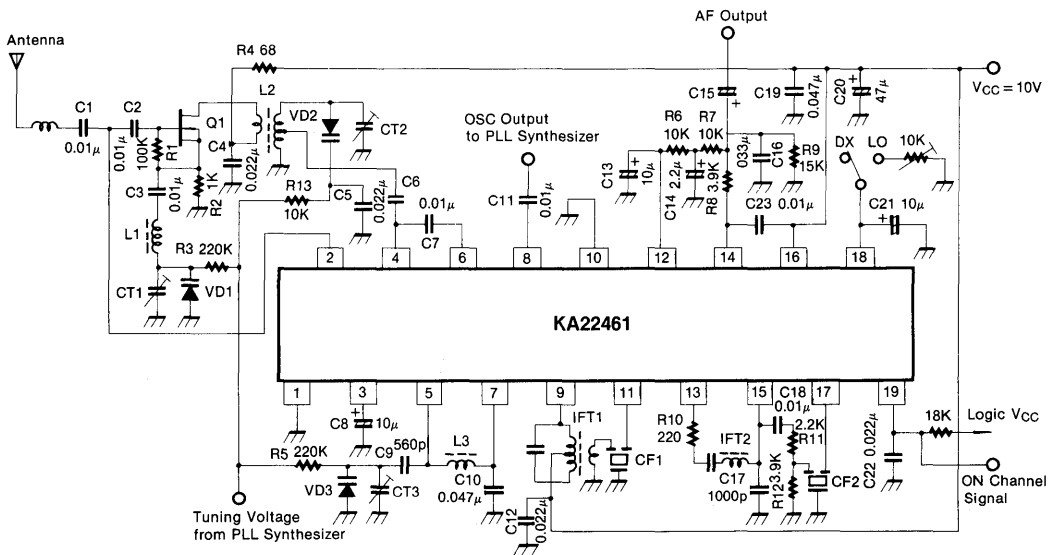 AF Output
Antenna
R4 68
L2
C1
0.01µ
C2
0.01µ
100K
R1
Q1
C4
0.022µ
VD2
CT2
OSC Output
to PLL Synthesizer
C15
+
C19
0.047µ
C20
+
47µ
VCC = 10V
R6
10K
R7
10K
C13
+
10µ
C14
2.2µ
+
R8 3.9K
033µ
C16
R9
15K
DX
LO
10K
C3
0.01µ
R2
1K
R13
10K
C5
0.022µ
C6
0.01µ
C7
C11
0.01µ
C23 0.01µ
C21 10µ
+
L1
R3 220K
CT1
VD1
2
4
6
8
10
12
14
16
18
KA22461
1
3
5
7
9
11
13
15
17
19
+
C8
10µ
R5
220K
C9
560p
L3
VD3
CT3
C10
0.047µ
IFT1
CF1
C12
0.022µ
R10
220
IFT2
C17
1000p
C18
0.01µ
2.2K
R11
R12
3.9K
CF2
C22 0.022µ
18K
Logic VCC
ON Channel
Signal
Tuning Voltage
from PLL Synthesizer